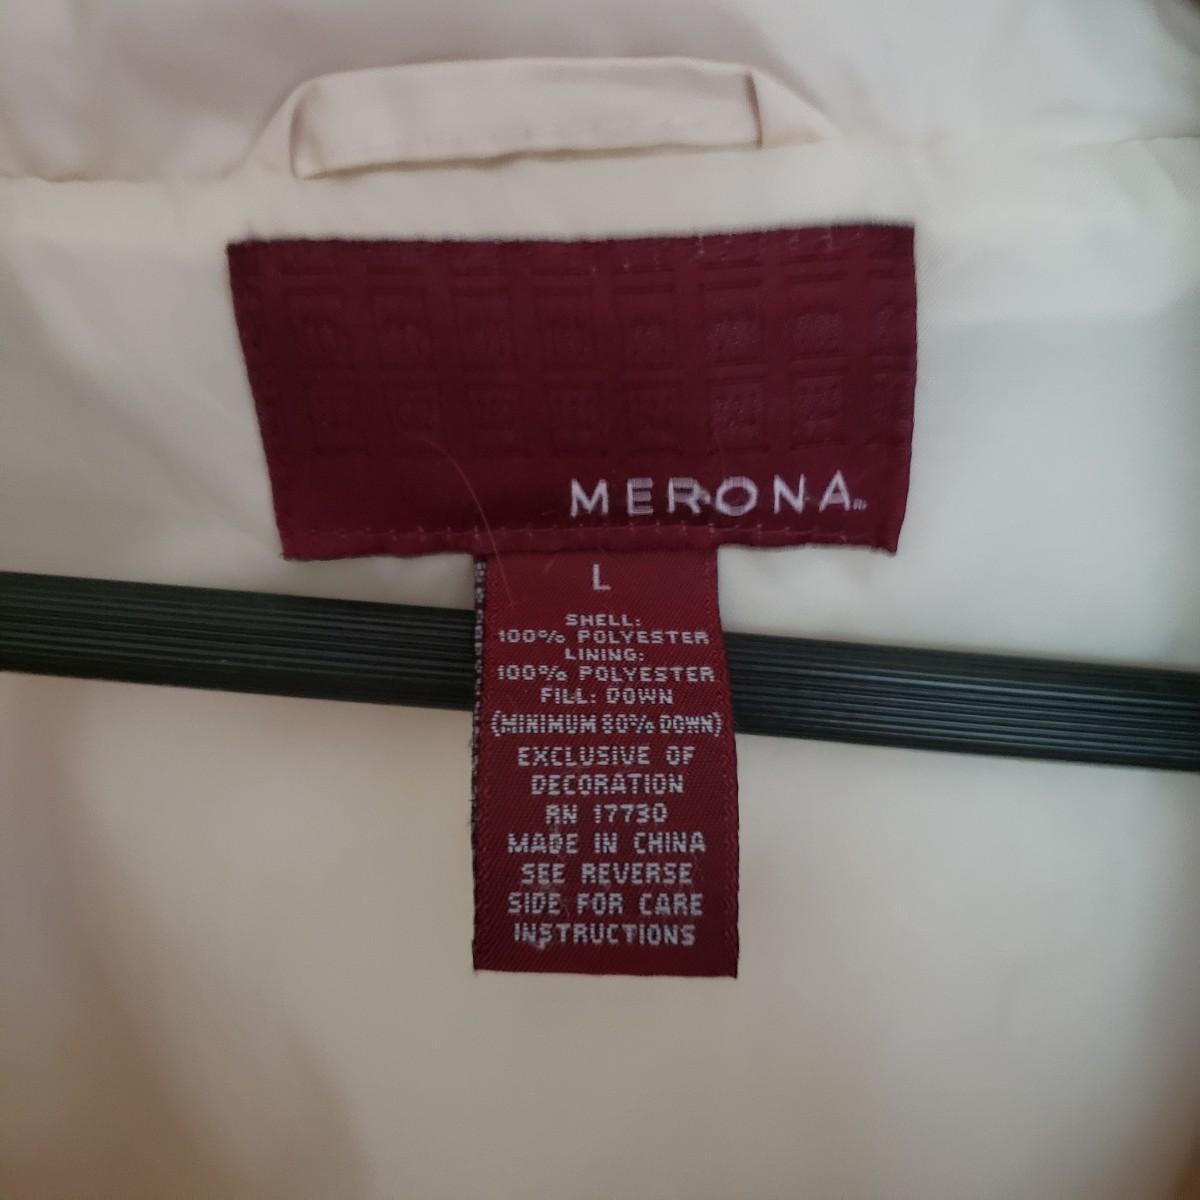 MERONA
L
SHELL:
100% POLYESTER
LINING:
100% POLYESTER
FILL: DOWN
(MINIMUM 80% DOWN)
EXCLUSIVE OF
DECORATION
RN 17730
MADE IN CHINA
SEE REVERSE
SIDE FOR CARE
INSTRUCTIONS